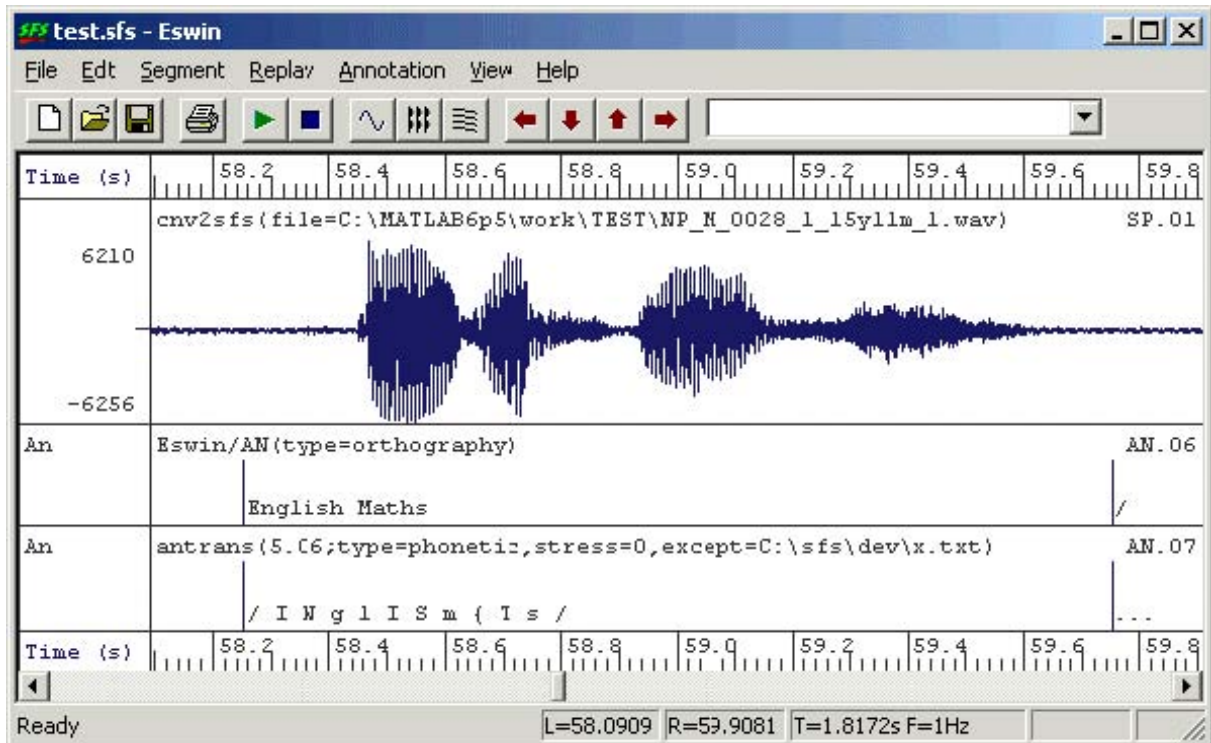 SFS test.sfs - Eswin
File Edt Segment Replay Annotation View Help
Time (s) 58.2 58.4 58.6 58.8 59.0 59.2 59.4 59.6 59.8
cnv2sfs(file=C:\MATLAB6p5\work\TEST\NP_M_0028_1_15yllm_1.wav) SP.01
6210
-6256
An Eswin/AN(type=orthography) AN.06
English Maths /
An antrans(5.06;type=phonetic,stress=0,except=C:\sfs\dev\x.txt) AN.07
/ I N g l I S m { T s / ...
Time (s) 58.2 58.4 58.6 58.8 59.0 59.2 59.4 59.6 59.8
Ready L=58.0909 R=59.9081 T=1.8172s F=1Hz